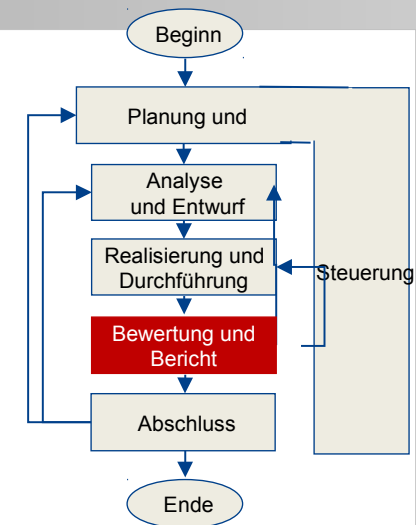 Beginn
Planung und
Analyse
und Entwurf
Realisierung und
Durchführung
Steuerung
Bewertung und
Bericht
Abschluss
Ende